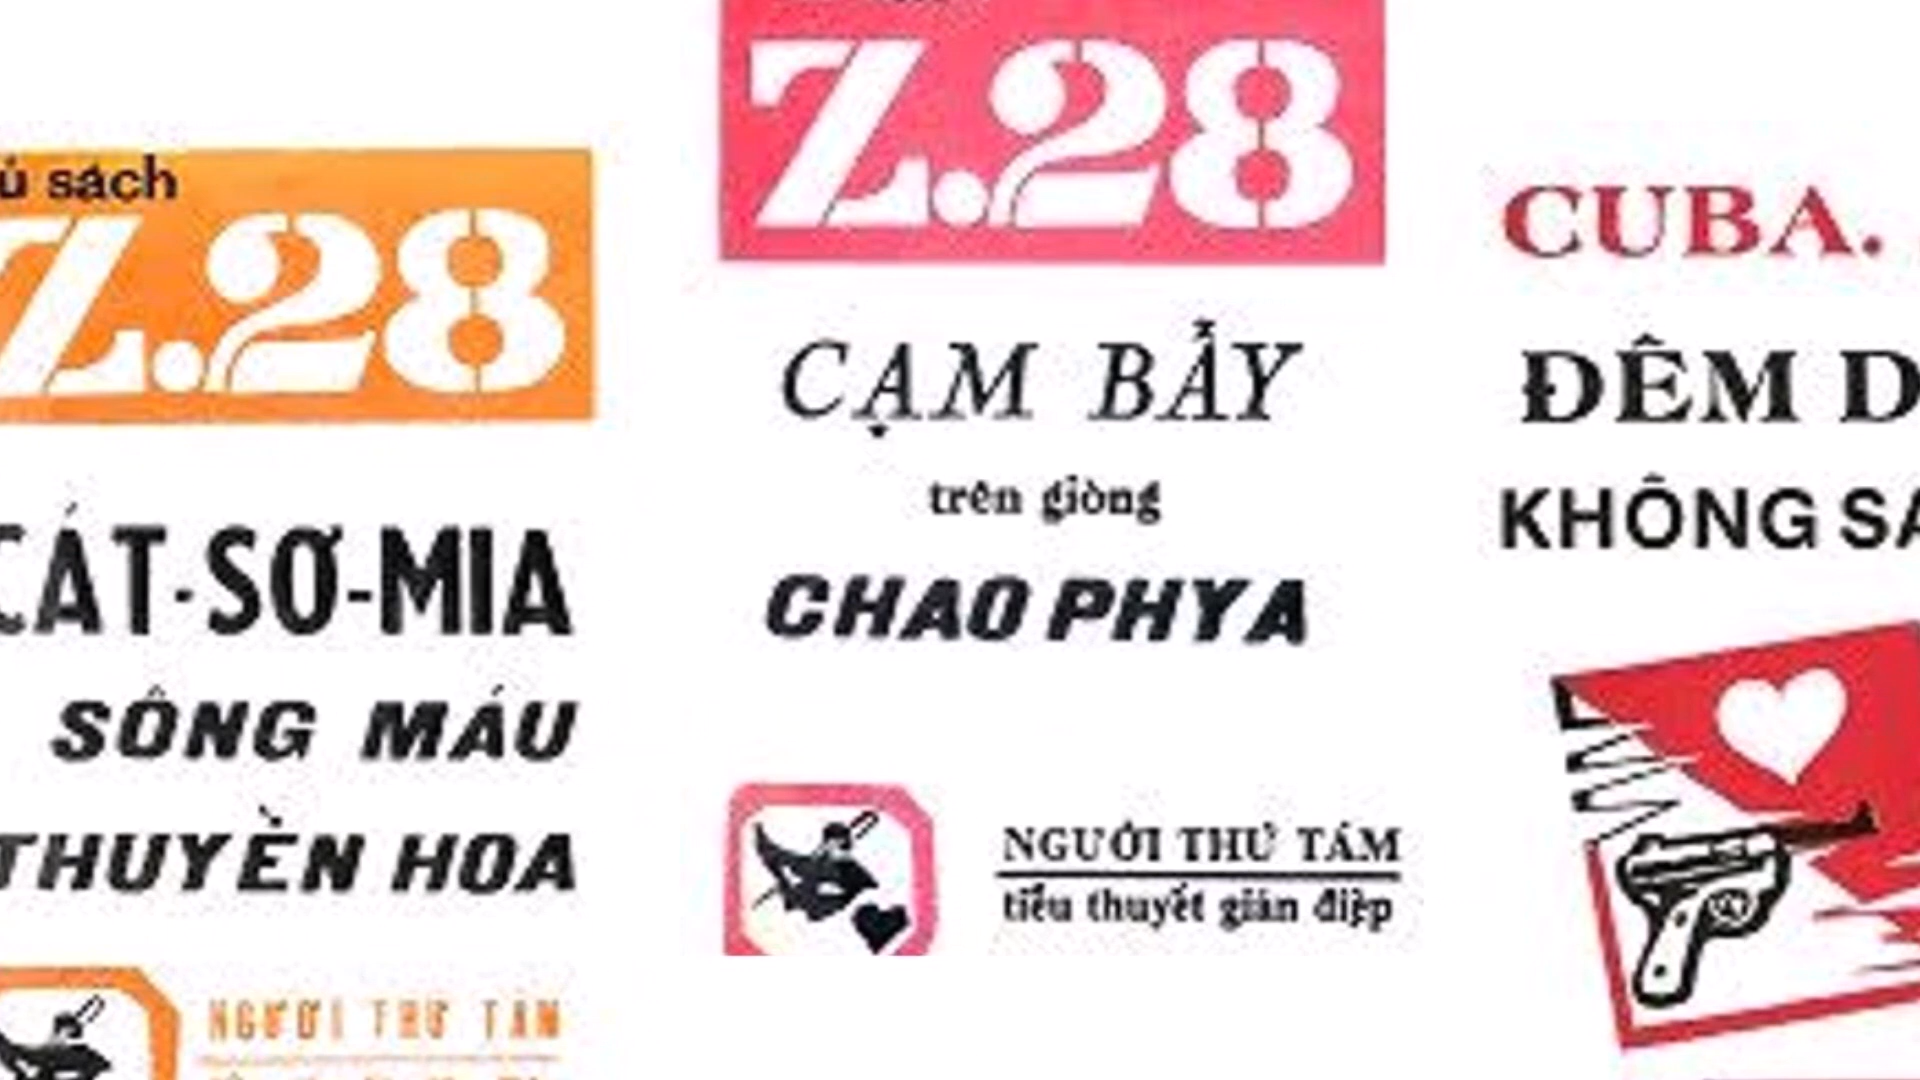 ủ sách
Z.28
CÁT-SƠ-MIA
SÔNG MÁU
THUYỀN HOA
NGƯỜI THỨ TÁM
Z.28
CẠM BẪY
trên giòng
CHAO PHYA
NGƯỜI THỨ TÁM
tiểu thuyết gián điệp
CUBA.
ĐÊM D
KHÔNG SA